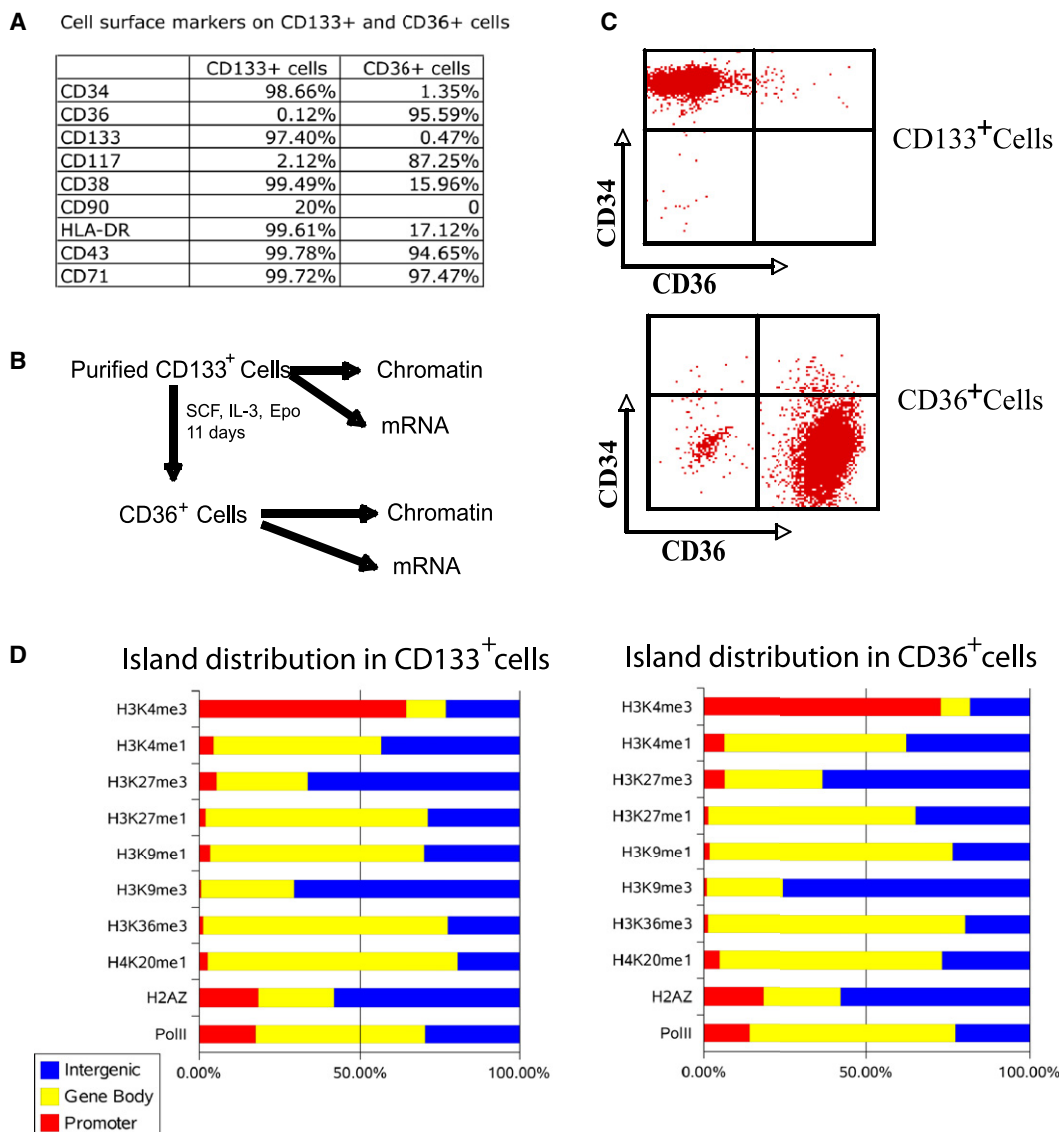 A Cell surface markers on CD133+ and CD36+ cells
CD133+ cells CD36+ cells
CD34 98.66% 1.35%
CD36 0.12% 95.59%
CD133 97.40% 0.47%
CD117 2.12% 87.25%
CD38 99.49% 15.96%
CD90 20% 0
HLA-DR 99.61% 17.12%
CD43 99.78% 94.65%
CD71 99.72% 97.47%
B
Purified CD133+ Cells
Chromatin
mRNA
SCF, IL-3, Epo
11 days
CD36+ Cells
Chromatin
mRNA
C
CD34
CD36
CD133+Cells
CD34
CD36
CD36+Cells
D
Island distribution in CD133+cells
H3K4me3
H3K4me1
H3K27me3
H3K27me1
H3K9me1
H3K9me3
H3K36me3
H4K20me1
H2AZ
PolII
0.00% 50.00% 100.00%
Island distribution in CD36+cells
H3K4me3
H3K4me1
H3K27me3
H3K27me1
H3K9me1
H3K9me3
H3K36me3
H4K20me1
H2AZ
PolII
0.00% 50.00% 100.00%
Intergenic
Gene Body
Promoter